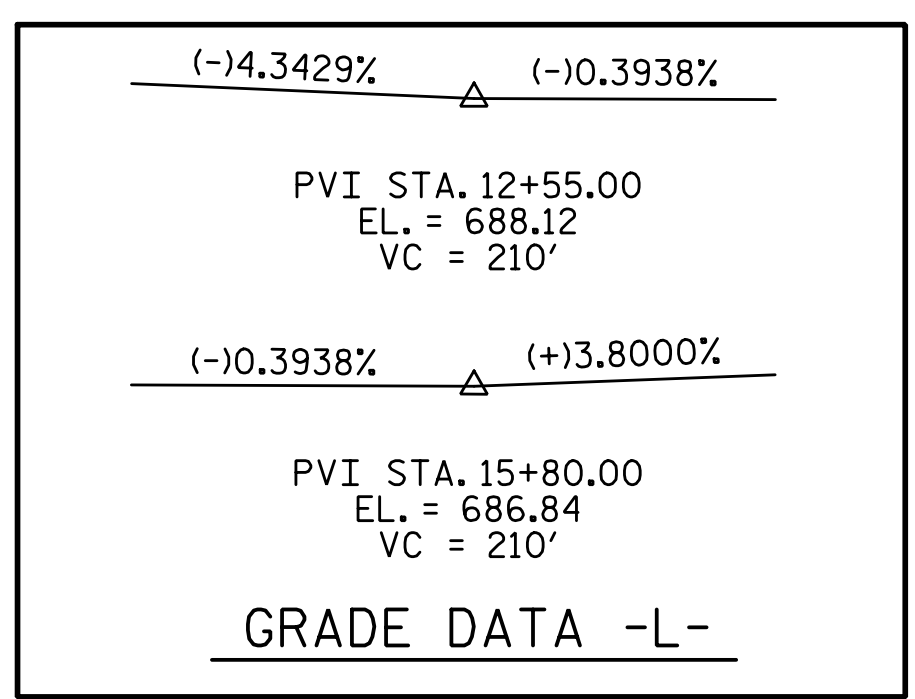 (-)4.3429% (-)0.3938%
PVI STA. 12+55.00
EL. = 688.12
VC = 210'
(-)0.3938% (+)3.8000%
PVI STA. 15+80.00
EL. = 686.84
VC = 210'
GRADE DATA -L-